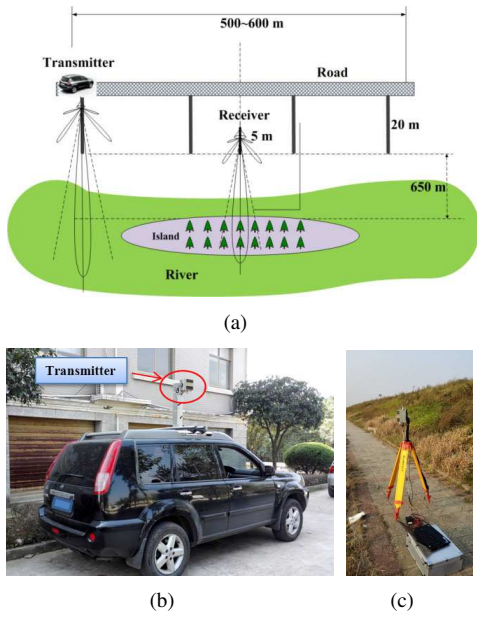 500~600 m
Transmitter
Road
Receiver
5 m
20 m
650 m
Island
River
(a)
Transmitter
(b)
(c)